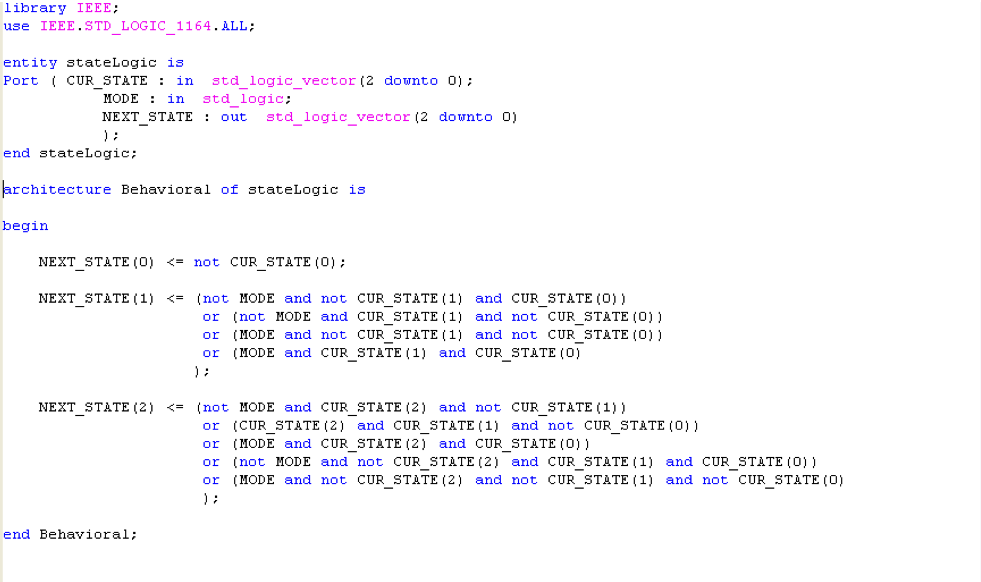 library IEEE;
use IEEE.STD_LOGIC_1164.ALL;
entity stateLogic is
Port ( CUR_STATE : in  std_logic_vector(2 downto 0);
MODE : in  std_logic;
NEXT_STATE : out  std_logic_vector(2 downto 0)
);
end stateLogic;
architecture Behavioral of stateLogic is
begin
NEXT_STATE(0) <= not CUR_STATE(0);
NEXT_STATE(1) <= (not MODE and not CUR_STATE(1) and CUR_STATE(0))
or (not MODE and CUR_STATE(1) and not CUR_STATE(0))
or (MODE and not CUR_STATE(1) and not CUR_STATE(0))
or (MODE and CUR_STATE(1) and CUR_STATE(0)
);
NEXT_STATE(2) <= (not MODE and CUR_STATE(2) and not CUR_STATE(1))
or (CUR_STATE(2) and CUR_STATE(1) and not CUR_STATE(0))
or (MODE and CUR_STATE(2) and CUR_STATE(0))
or (not MODE and not CUR_STATE(2) and CUR_STATE(1) and CUR_STATE(0))
or (MODE and not CUR_STATE(2) and not CUR_STATE(1) and not CUR_STATE(0)
);
end Behavioral;